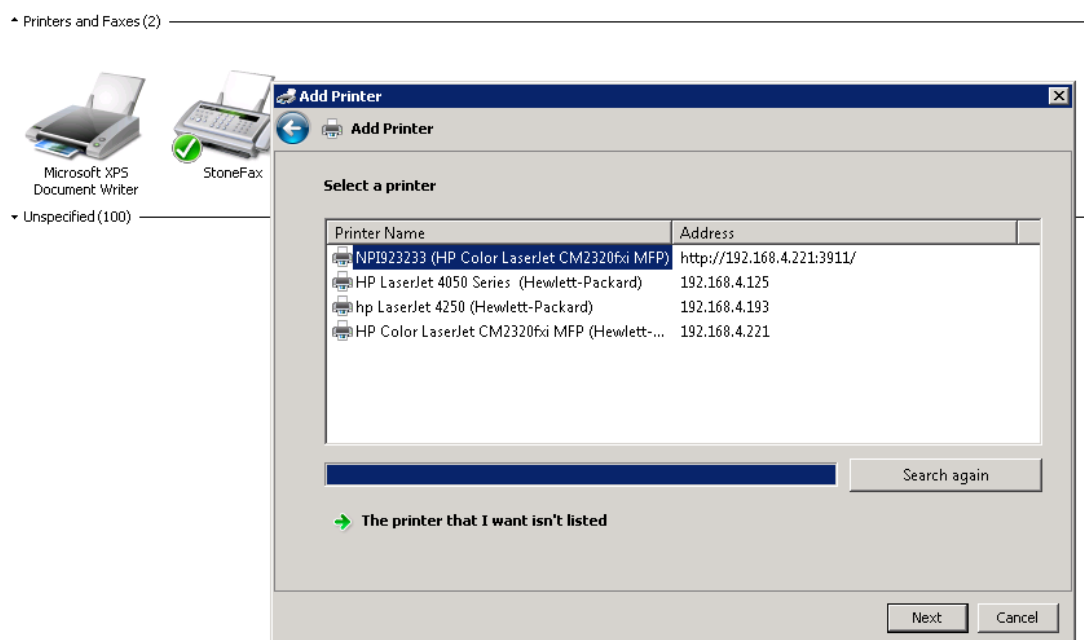 Printers and Faxes (2)
Microsoft XPS
Document Writer
StoneFax
Unspecified (100)
Add Printer
Add Printer
Select a printer
Printer Name Address
NPI923233 (HP Color LaserJet CM2320fxi MFP) http://192.168.4.221:3911/
HP LaserJet 4050 Series (Hewlett-Packard) 192.168.4.125
hp LaserJet 4250 (Hewlett-Packard) 192.168.4.193
HP Color LaserJet CM2320fxi MFP (Hewlett-... 192.168.4.221
Search again
The printer that I want isn't listed
Next Cancel